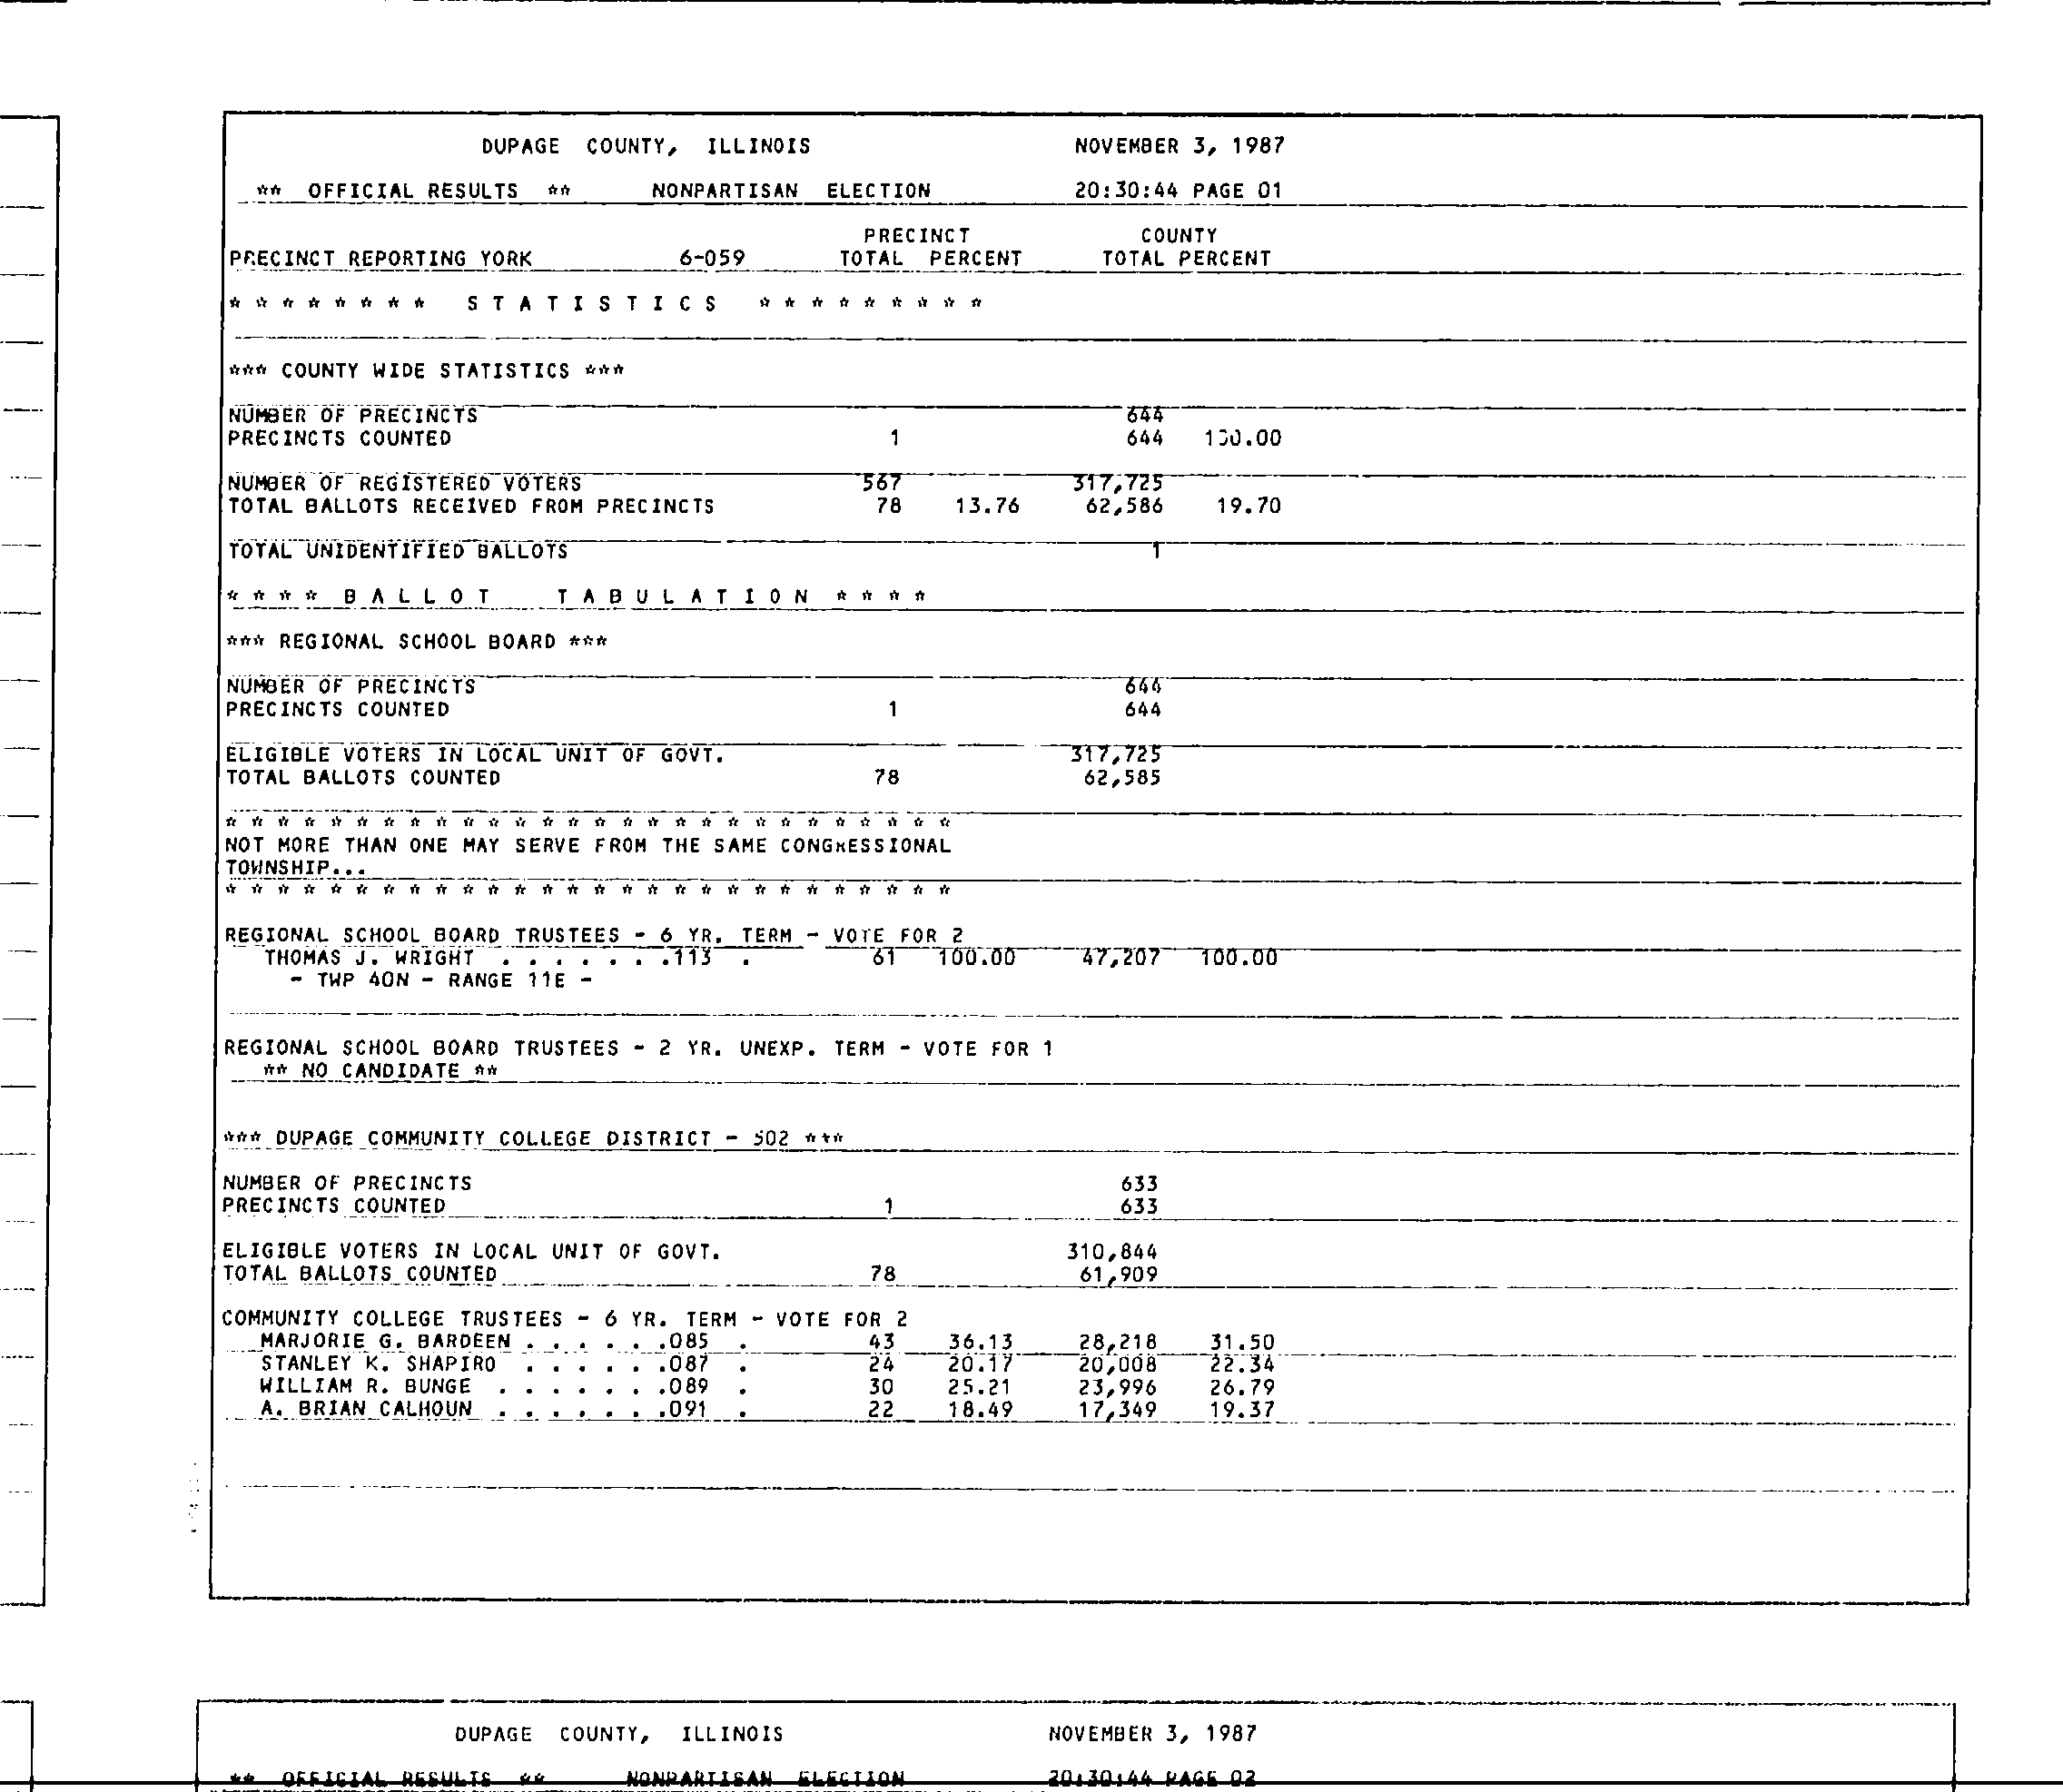 DUPAGE COUNTY, ILLINOIS NOVEMBER 3, 1987
** OFFICIAL RESULTS ** NONPARTISAN ELECTION 20:30:44 PAGE 01
PRECINCT COUNTY
PRECINCT REPORTING YORK 6-059 TOTAL PERCENT TOTAL PERCENT
* * * * * * * * S T A T I S T I C S * * * * * * * * *
*** COUNTY WIDE STATISTICS ***
NUMBER OF PRECINCTS 644
PRECINCTS COUNTED 1 644 100.00
NUMBER OF REGISTERED VOTERS 567 317,725
TOTAL BALLOTS RECEIVED FROM PRECINCTS 78 13.76 62,586 19.70
TOTAL UNIDENTIFIED BALLOTS 1
* * * * B A L L O T T A B U L A T I O N * * * *
*** REGIONAL SCHOOL BOARD ***
NUMBER OF PRECINCTS 644
PRECINCTS COUNTED 1 644
ELIGIBLE VOTERS IN LOCAL UNIT OF GOVT. 317,725
TOTAL BALLOTS COUNTED 78 62,585
* * * * * * * * * * * * * * * * * * * * * * * * * * * *
NOT MORE THAN ONE MAY SERVE FROM THE SAME CONGRESSIONAL
TOWNSHIP...
* * * * * * * * * * * * * * * * * * * * * * * * * * * *
REGIONAL SCHOOL BOARD TRUSTEES - 6 YR. TERM - VOTE FOR 2
THOMAS J. WRIGHT . . . . . . .113 . 61 100.00 47,207 100.00
- TWP 40N - RANGE 11E -
REGIONAL SCHOOL BOARD TRUSTEES - 2 YR. UNEXP. TERM - VOTE FOR 1
** NO CANDIDATE **
*** DUPAGE COMMUNITY COLLEGE DISTRICT - 502 ***
NUMBER OF PRECINCTS 633
PRECINCTS COUNTED 1 633
ELIGIBLE VOTERS IN LOCAL UNIT OF GOVT. 310,844
TOTAL BALLOTS COUNTED 78 61,909
COMMUNITY COLLEGE TRUSTEES - 6 YR. TERM - VOTE FOR 2
MARJORIE G. BARDEEN . . . . . .085 . 43 36.13 28,218 31.50
STANLEY K. SHAPIRO . . . . . .087 . 24 20.17 20,008 22.34
WILLIAM R. BUNGE . . . . . . .089 . 30 25.21 23,996 26.79
A. BRIAN CALHOUN . . . . . . .091 . 22 18.49 17,349 19.37
DUPAGE COUNTY, ILLINOIS NOVEMBER 3, 1987
** OFFICIAL RESULTS ** NONPARTISAN ELECTION 20:30:44 PAGE 02